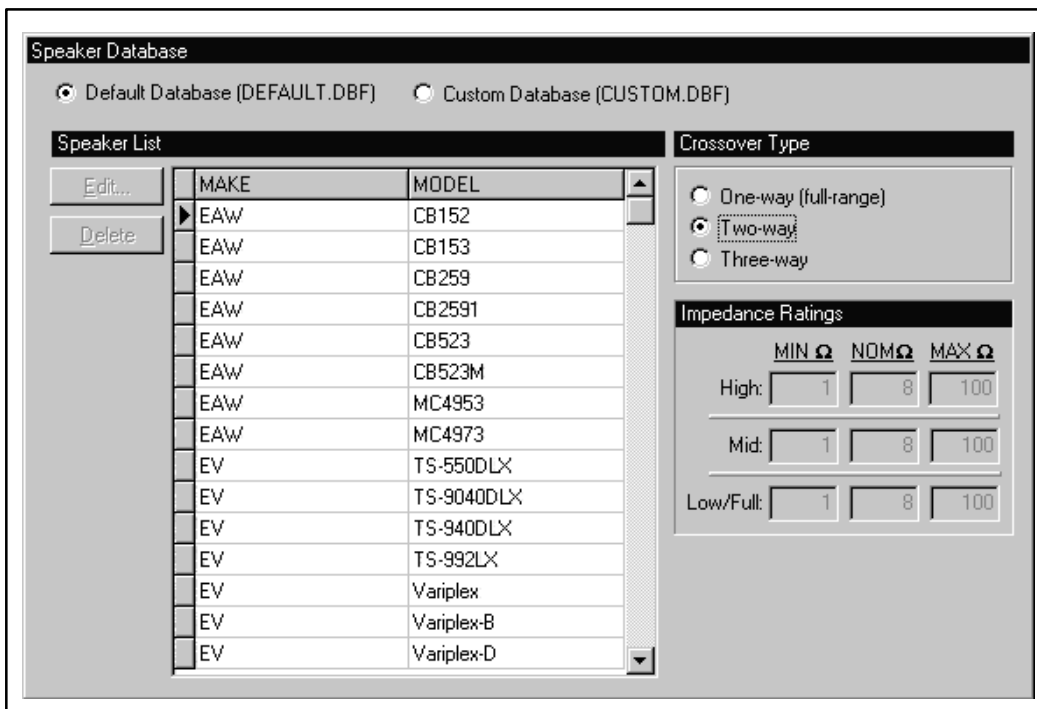 Speaker Database
Default Database (DEFAULT.DBF) Custom Database (CUSTOM.DBF)
Speaker List
Edit...
Delete
MAKE MODEL
EAW CB152
EAW CB153
EAW CB259
EAW CB2591
EAW CB523
EAW CB523M
EAW MC4953
EAW MC4973
EV TS-550DLX
EV TS-9040DLX
EV TS-940DLX
EV TS-992LX
EV Variplex
EV Variplex-B
EV Variplex-D
Crossover Type
One-way (full-range)
Two-way
Three-way
Impedance Ratings
MIN Ω NOMΩ MAX Ω
High: 1 8 100
Mid: 1 8 100
Low/Full: 1 8 100